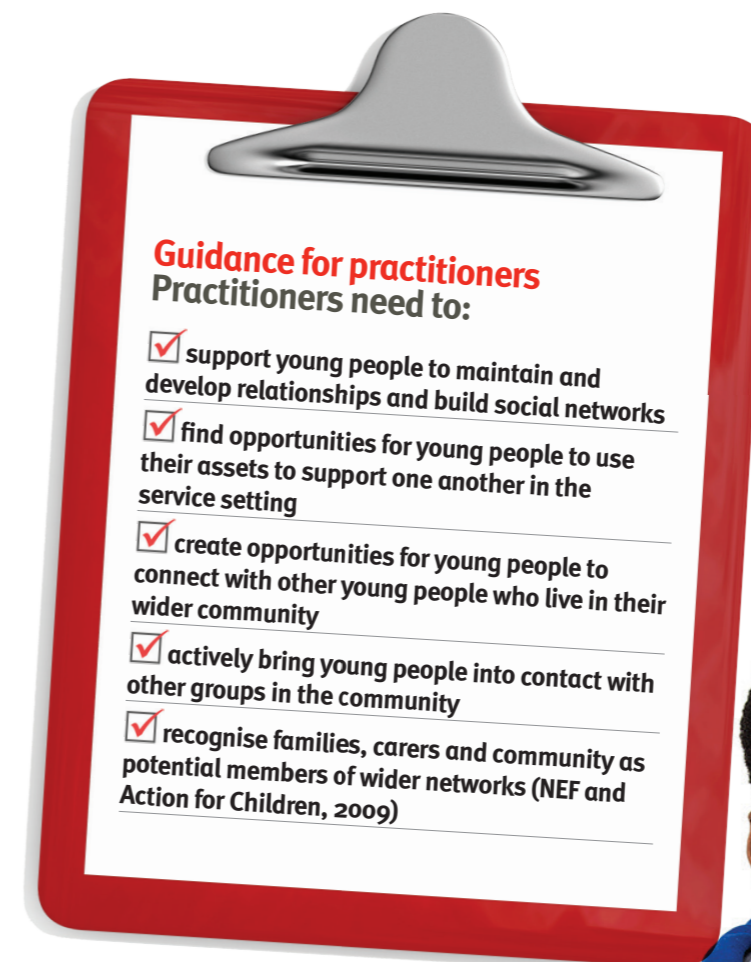 Guidance for practitioners
Practitioners need to:
support young people to maintain and
develop relationships and build social networks
find opportunities for young people to use
their assets to support one another in the
service setting
create opportunities for young people to
connect with other young people who live in their
wider community
actively bring young people into contact with
other groups in the community
recognise families, carers and community as
potential members of wider networks (NEF and
Action for Children, 2009)